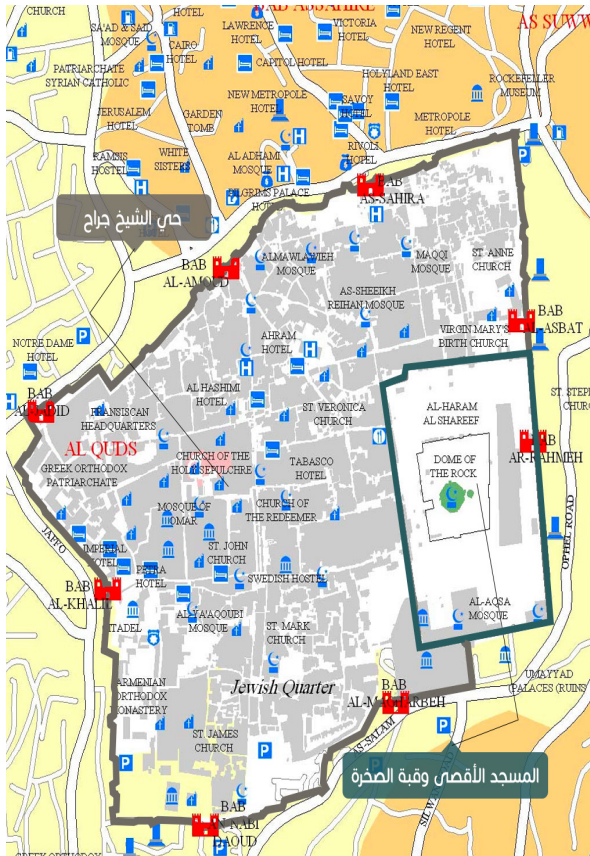 CHURCH
HOTEL
BAB ASSAHIRE
AS SUWW
SA'AD & SAID
MOSQUE
CAIRO
HOTEL
LAWRENCE
HOTEL
VICTORIA
HOTEL
NEW REGENT
HOTEL
PATRIARCHATE
SYRIAN CATHOLIC
CAPITOL HOTEL
HOLYLAND EAST
HOTEL
ROCKEFELLER
MUSEUM
NEW METROPOLE
HOTEL
SAVOY
HOTEL
JERUSALEM
HOTEL
GARDEN
TOMB
METROPOLE
HOTEL
RAMSIS
HOSTEL
WHITE
SISTERS
AL ADHAMI
MOSQUE
RIVOLI
HOTEL
PILGRIMS PALACE
HOTEL
BAB
AS-SAHIRA
حي الشيخ جراح
BAB
AL-AMOUD
ALMAWLAWIEH
MOSQUE
MAQQI
MOSQUE
ST. ANNE
CHURCH
AS-SHEEIKH
REIHAN MOSQUE
BAB
AL-ASBAT
VIRGIN MARY'S
BIRTH CHURCH
NOTRE DAME
HOTEL
AHRAM
HOTEL
BAB
AL HASHIMI
HOTEL
ST. STEP
CHURC
FRANSISCAN
HEADQUARTERS
ST. VERONICA
CHURCH
AL-HARAM
AL SHAREEF
BAB
AR-RAHMEH
AL QUDS
CHURCH OF THE
HOLY SEPULCHRE
GREEK ORTHODOX
PATRIARCHATE
TABASCO
HOTEL
DOME OF
THE ROCK
MOSQUE OF
OMAR
CHURCH OF
THE REDEEMER
JAFFO
OPHEL ROAD
IMPERIAL
HOTEL
ST. JOHN
CHURCH
PETRA
HOTEL
SWEDISH HOSTEL
BAB
AL-KHALIL
AL-YA'AQOUBI
MOSQUE
ST. MARK
CHURCH
AL-AQSA
MOSQUE
ITADEL
ARMENIAN
ORTHODOX
MONASTERY
Jewish Quarter
BAB
AL-MAGHARBEH
UMAYYAD
(PALACES (RUINS
ST. JAMES
CHURCH
AS-SALAM
المسجد الأقصى وقبة الصخرة
BAB
AN-NABI
DAOUD
GREEK ORTHODOX